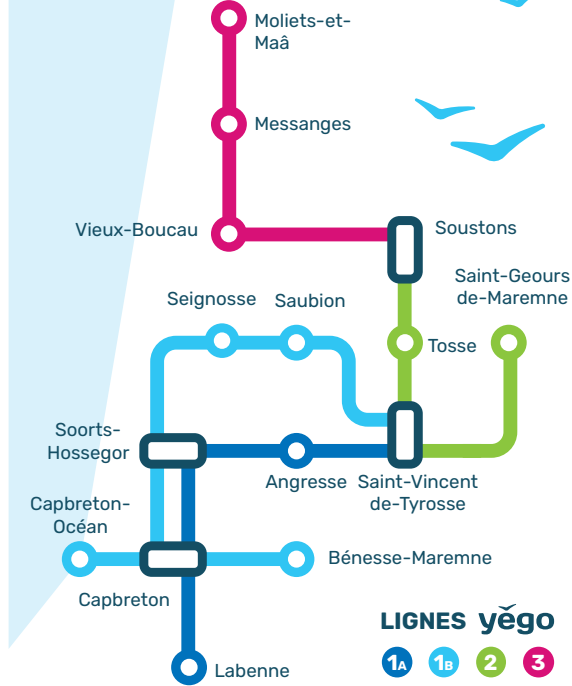 Moliets-et-
Maâ
Messanges
Vieux-Boucau
Soustons
Saint-Geours
de-Maremne
Seignosse
Saubion
Tosse
Soorts-
Hossegor
Angresse
Saint-Vincent
de-Tyrosse
Capbreton-
Océan
Bénesse-Maremne
Capbreton
Labenne
LIGNES yégo
1A 1B 2 3